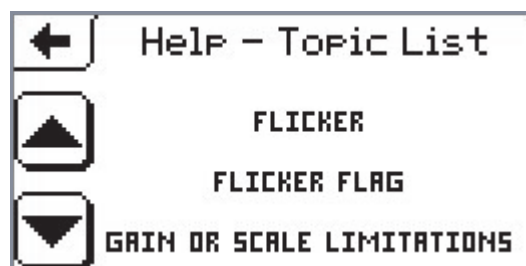 Help - Topic List
FLICKER
FLICKER FLAG
GAIN OR SCALE LIMITATIONS